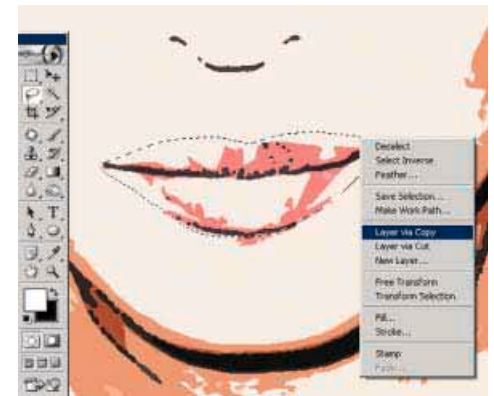 Deselect
Select Inverse
Feather...
Save Selection...
Make Work Path...
Layer via Copy
Layer via Cut
New Layer...
Free Transform
Transform Selection
Fill...
Stroke...
Stamp
Fade...
T